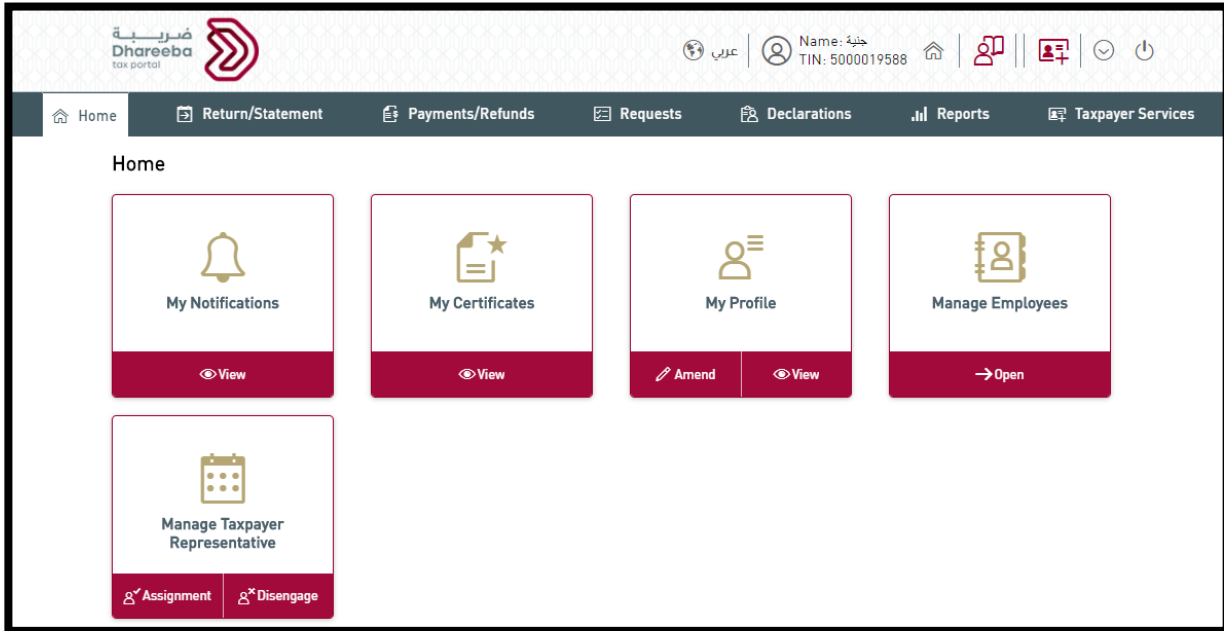 ضريبة
Dhareeba
tax portal
عربي
Name: جنية
TIN: 5000019588
Home
Return/Statement
Payments/Refunds
Requests
Declarations
Reports
Taxpayer Services
Home
My Notifications
View
My Certificates
View
My Profile
Amend
View
Manage Employees
Open
Manage Taxpayer
Representative
Assignment
Disengage